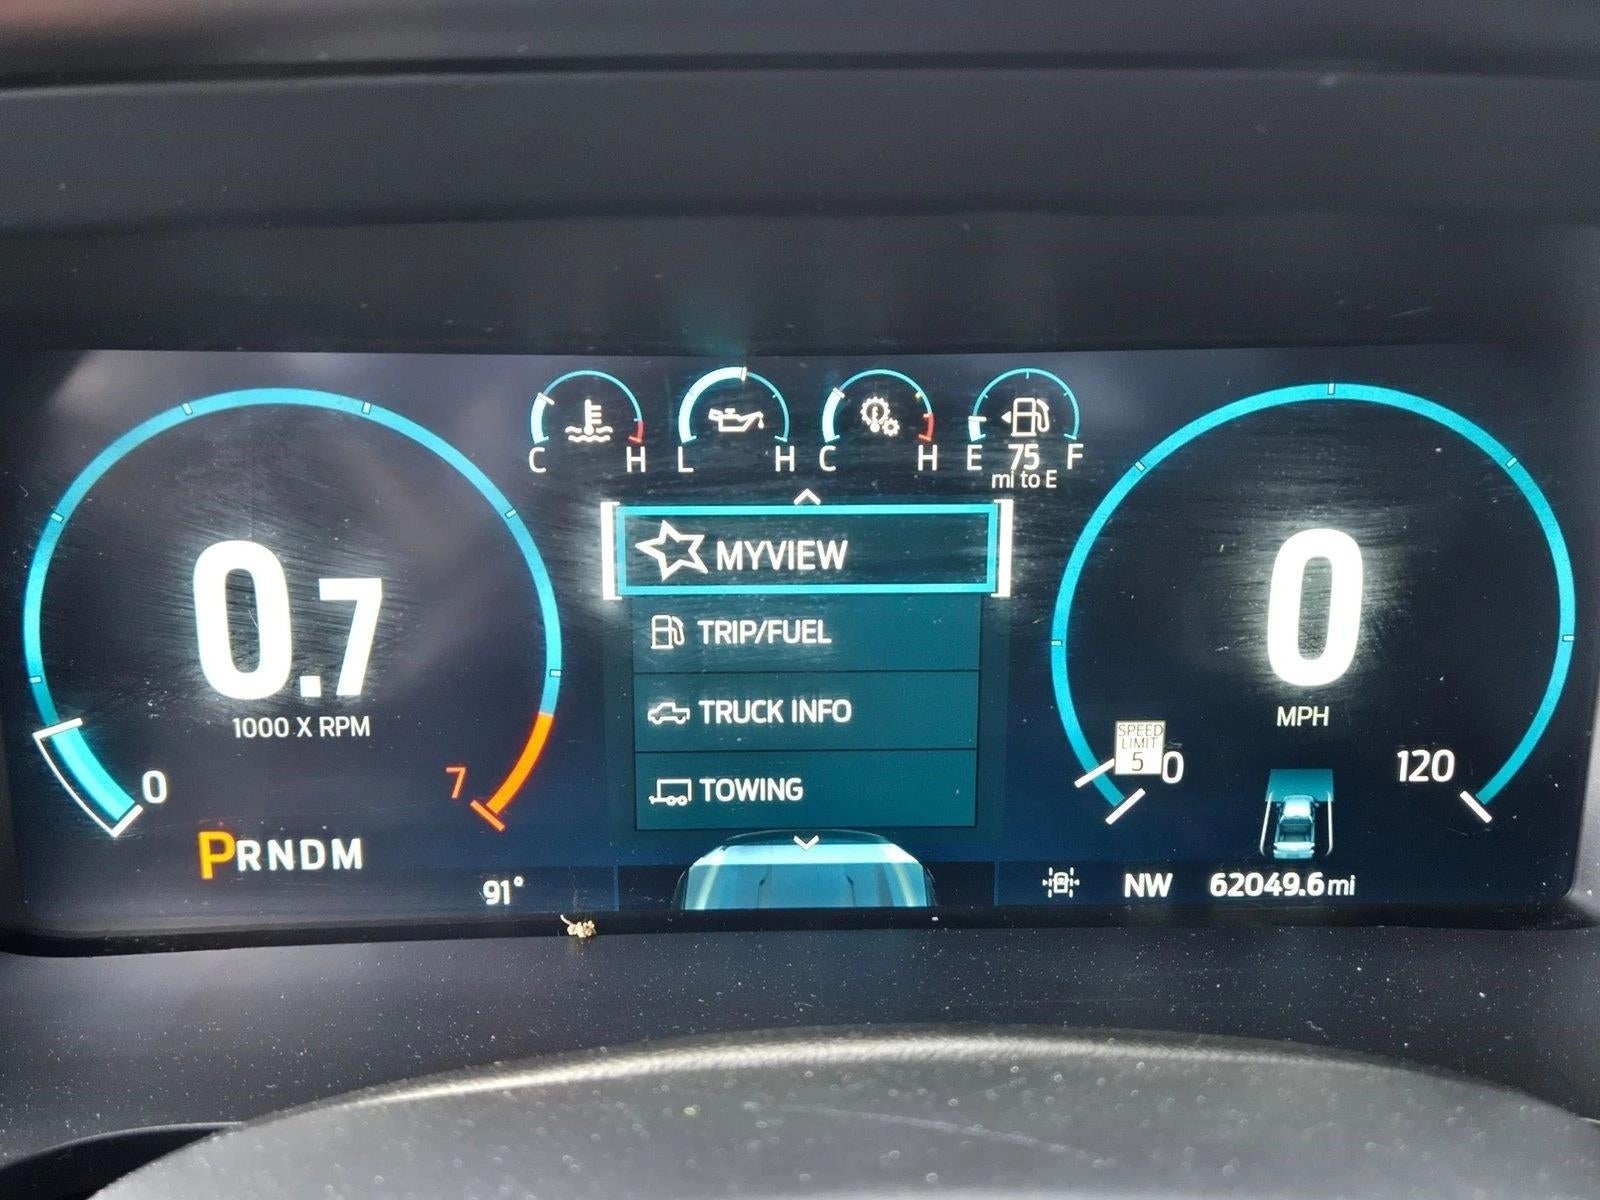 C H
L H
C H
E F
75
mi to E
MYVIEW
TRIP/FUEL
TRUCK INFO
TOWING
0.7
1000 X RPM
0
7
PRNDM
91°
0
MPH
SPEED
LIMIT
5
0
120
NW
62049.6 mi